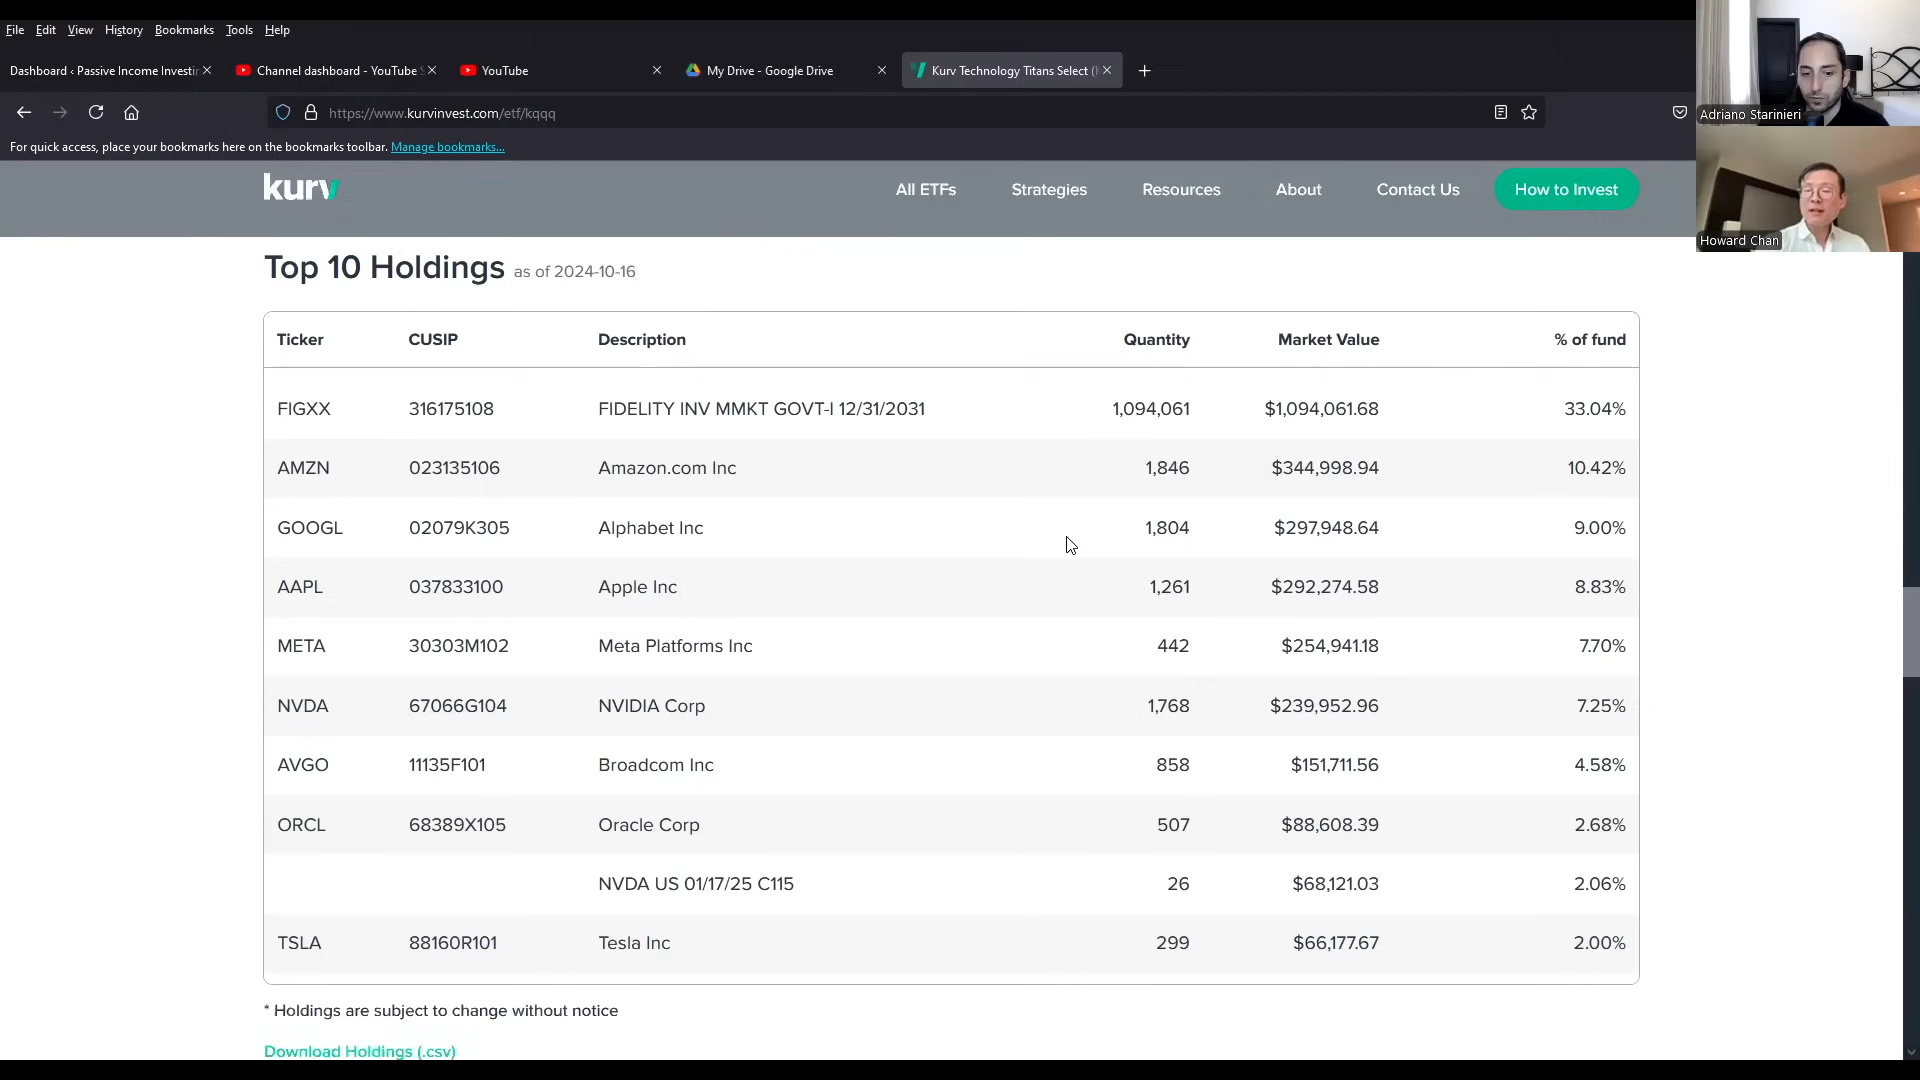 File Edit View History Bookmarks Tools Help
Dashboard ‹ Passive Income Investin
Channel dashboard - YouTube S
YouTube
My Drive - Google Drive
Kurv Technology Titans Select (
https://www.kurvinvest.com/etf/kqqq
For quick access, place your bookmarks here on the bookmarks toolbar. Manage bookmarks...
Adriano Starinieri
Howard Chan
kurv All ETFs Strategies Resources About Contact Us How to Invest
Top 10 Holdings as of 2024-10-16
Ticker CUSIP Description Quantity Market Value % of fund
FIGXX 316175108 FIDELITY INV MMKT GOVT-I 12/31/2031 1,094,061 $1,094,061.68 33.04%
AMZN 023135106 Amazon.com Inc 1,846 $344,998.94 10.42%
GOOGL 02079K305 Alphabet Inc 1,804 $297,948.64 9.00%
AAPL 037833100 Apple Inc 1,261 $292,274.58 8.83%
META 30303M102 Meta Platforms Inc 442 $254,941.18 7.70%
NVDA 67066G104 NVIDIA Corp 1,768 $239,952.96 7.25%
AVGO 11135F101 Broadcom Inc 858 $151,711.56 4.58%
ORCL 68389X105 Oracle Corp 507 $88,608.39 2.68%
NVDA US 01/17/25 C115 26 $68,121.03 2.06%
TSLA 88160R101 Tesla Inc 299 $66,177.67 2.00%
* Holdings are subject to change without notice
Download Holdings (.csv)